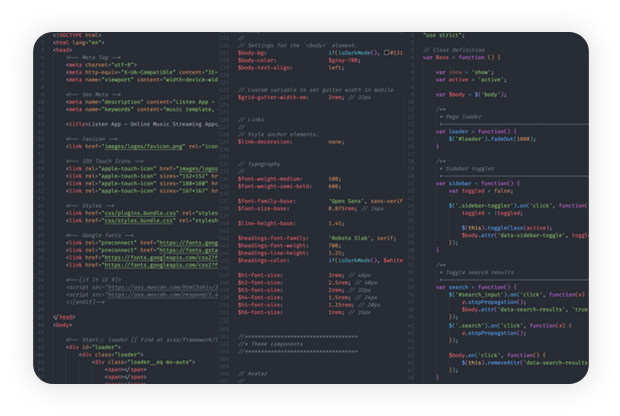 <!DOCTYPE html>
<html lang="en">
<head>
<!-- Meta Tag -->
<meta charset="utf-8">
<meta http-equiv="X-UA-Compatible" content="IE-
<meta name="viewport" content="width=device-wid
<!-- Seo Meta -->
<meta name="description" content="Listen App -
<meta name="keywords" content="music template,
<title>Listen App - Online Music Streaming App<
<!-- Favicon -->
<link href="images/logos/favicon.png" rel="icon
<!-- IOS Touch Icons -->
<link rel="apple-touch-icon" href="images/logos
<link rel="apple-touch-icon" sizes="152x152" hr
<link rel="apple-touch-icon" sizes="180x180" hr
<link rel="apple-touch-icon" sizes="167x167" hr
<!-- Styles -->
<link href="css/plugins.bundle.css" rel="styles
<link href="css/styles.bundle.css" rel="stylesh
<!-- Google Fonts -->
<link rel="preconnect" href="https://fonts.goog
<link rel="preconnect" href="https://fonts.gsta
<link href="https://fonts.googleapis.com/css2?f
<link href="https://fonts.googleapis.com/css2?f
<!--[if lt IE 9]>
<script src="https://oss.maxcdn.com/html5shiv/3
<script src="https://oss.maxcdn.com/respond/1.4
<![endif]-->
</head>
<body>
<!-- Start:: loader [[ find at scss/framework/
<div id="loader">
<div class="loader">
<div class="loader__eq mx-auto">
<span></span>
<span></span>
<span></span>
//
// Settings for the `<body>` element.
$body-bg: if(isDarkMode(), #131
$body-color: $gray-700;
$body-text-align: left;
// Custom variable to set gutter width in mobile
$grid-gutter-width-sm: 2rem; // 32px
// Links
//
// Style anchor elements.
$link-decoration: none;
// Typography
//
$font-weight-medium: 500;
$font-weight-semi-bold: 600;
$font-family-base: 'Open Sans', sans-serif
$font-size-base: 0.875rem; // 14px
$line-height-base: 1.45;
$headings-font-family: 'Roboto Slab', serif;
$headings-font-weight: 700;
$headings-line-height: 1.25;
$headings-color: if(isDarkMode(), $white
$h1-font-size: 3rem; // 48px
$h2-font-size: 2.5rem; // 40px
$h3-font-size: 2rem; // 32px
$h4-font-size: 1.5rem; // 24px
$h5-font-size: 1.25rem; // 20px
$h6-font-size: 1rem; // 16px
//**********************************
//* Theme components
//**********************************
// Avatar
//
"use strict";
// Class Definition
var Base = function () {
var show = 'show';
var active = 'active';
var $body = $('body');
/**
* Page loader
var loader = function() {
$('#loader').fadeOut(1000);
};
/**
* Sidebar toggler
var sidebar = function() {
var toggled = false;
$('.sidebar-toggler').on('click', function(
toggled = !toggled;
$(this).toggleClass(active);
$body.attr('data-sidebar-toggle', toggle
});
};
/**
* Toggle search results
var search = function() {
$('#search_input').on('click', function(e)
e.stopPropagation();
$body.attr('data-search-results', 'true'
});
$('.search').on('click', function(e) {
e.stopPropagation();
});
$body.on('click', function() {
$(this).removeAttr('data-search-results
});
};